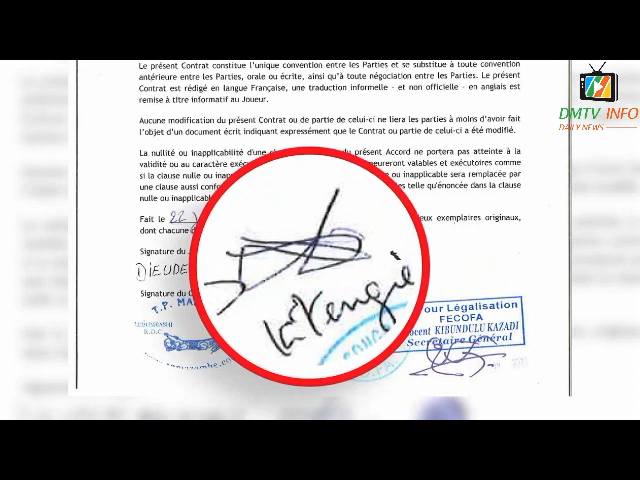 DMTV INFO
DAILY NEWS
Le présent Contrat constitue l'unique convention entre les Parties et se substitue à toute convention
antérieure entre les Parties, orale ou écrite, ainsi qu'à toute négociation entre les Parties. Le présent
Contrat est rédigé en langue Française, une traduction informelle - et non officielle - en anglais est
remise à titre informatif au Joueur.
Aucune modification du présent Contrat ou de partie de celui-ci ne liera les parties à moins d'avoir fait
l'objet d'un document écrit indiquant expressément que le Contrat ou partie de celui-ci a été modifié.
La nullité ou inapplicabilité d'une du présent Accord ne portera pas atteinte à la
validité ou au caractère exéc meureront valables et exécutoires comme
si la clause nulle ou inap ou inapplicable sera remplacée par
une clause aussi confor es telle qu'énoncée dans la clause
nulle ou inapplicabl
Fait le 22 eux exemplaires originaux,
dont chacune d
Signature du
DIEUDE
Signature du C
T.P. MA
R.D.C
our Légalisation
FECOFA
ocent KIBUNDULU KAZADI
Secrétaire Général